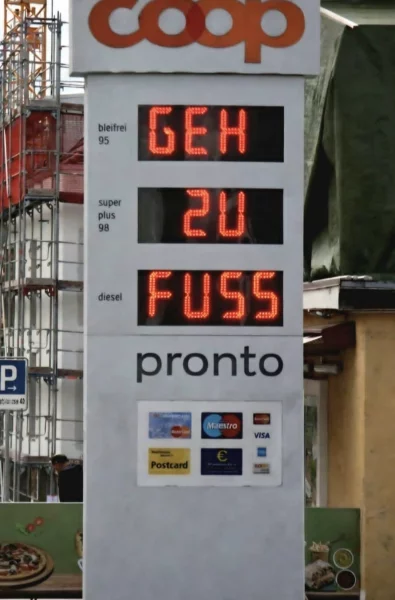 coop
bleifrei
95
GEH
super
plus
98
ZU
diesel
FUSS
pronto
P
Maestro
VISA
Postcard
€